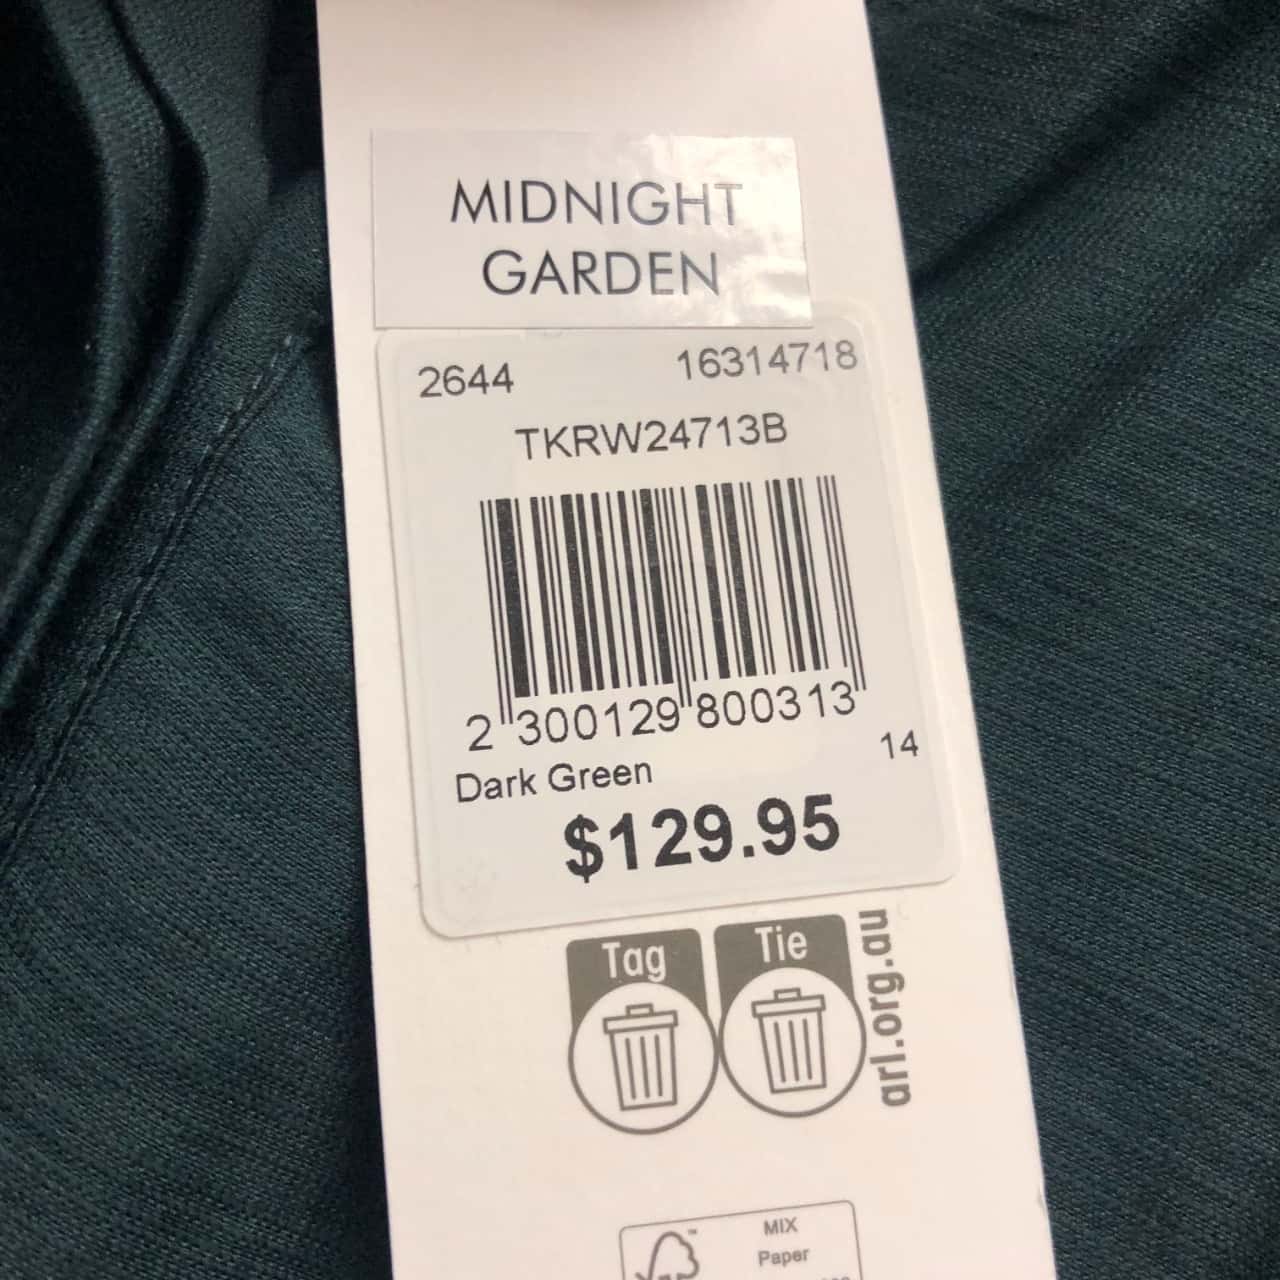 MIDNIGHT
GARDEN
2644 16314718
TKRW24713B
2 300129 800313
Dark Green 14
$129.95
Tag Tie
arl.org.au
MIX
Paper